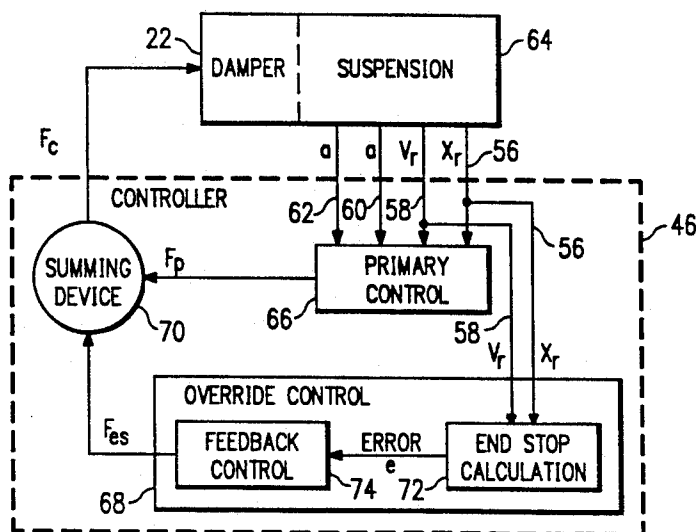 22
DAMPER
SUSPENSION
64
Fc
a
a
Vr
Xr
56
CONTROLLER
62
60
58
46
SUMMING
DEVICE
70
Fp
PRIMARY
CONTROL
66
56
58
Vr
Xr
OVERRIDE CONTROL
Fes
FEEDBACK
CONTROL
ERROR
e
END STOP
CALCULATION
68
74
72